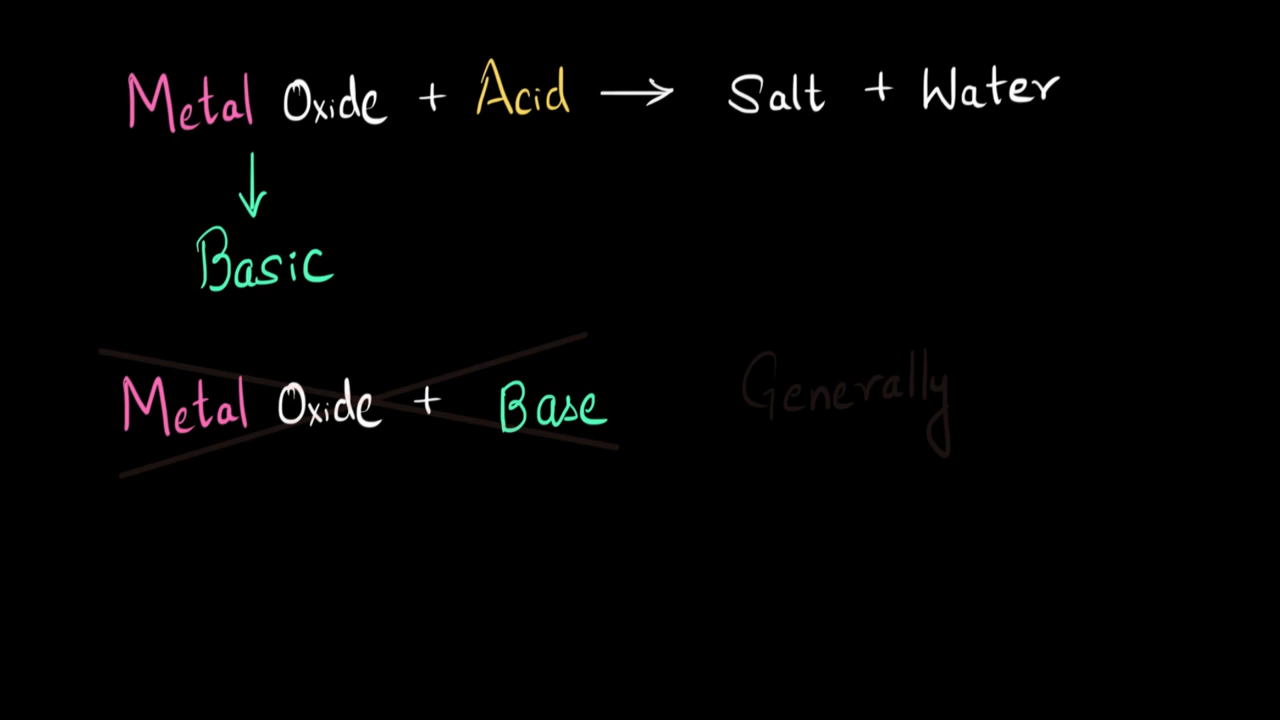 Metal Oxide + Acid → Salt + Water
↓
Basic
Metal Oxide + Base Generally